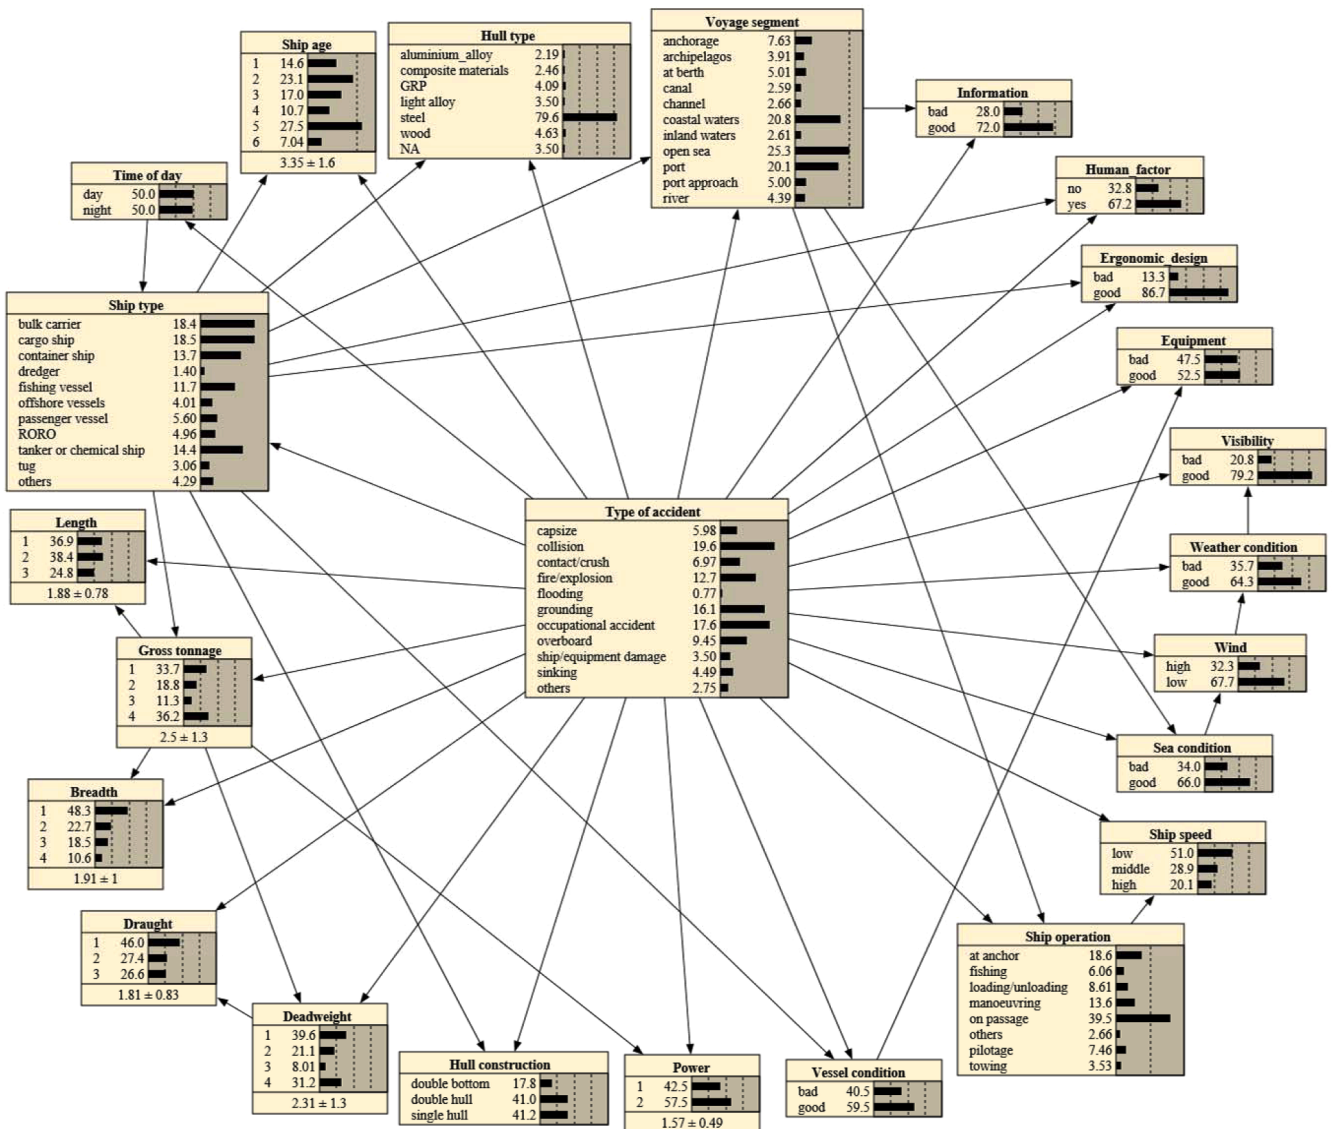 Voyage segment
anchorage 7.63
archipelagos 3.91
at berth 5.01
canal 2.59
channel 2.66
coastal waters 20.8
inland waters 2.61
open sea 25.3
port 20.1
port approach 5.00
river 4.39
Hull type
aluminium_alloy 2.19
composite materials 2.46
GRP 4.09
light alloy 3.50
steel 79.6
wood 4.63
NA 3.50
Ship age
1 14.6
2 23.1
3 17.0
4 10.7
5 27.5
6 7.04
3.35 ± 1.6
Information
bad 28.0
good 72.0
Time of day
day 50.0
night 50.0
Human_factor
no 32.8
yes 67.2
Ergonomic_design
bad 13.3
good 86.7
Ship type
bulk carrier 18.4
cargo ship 18.5
container ship 13.7
dredger 1.40
fishing vessel 11.7
offshore vessels 4.01
passenger vessel 5.60
RORO 4.96
tanker or chemical ship 14.4
tug 3.06
others 4.29
Equipment
bad 47.5
good 52.5
Visibility
bad 20.8
good 79.2
Type of accident
capsize 5.98
collision 19.6
contact/crush 6.97
fire/explosion 12.7
flooding 0.77
grounding 16.1
occupational accident 17.6
overboard 9.45
ship/equipment damage 3.50
sinking 4.49
others 2.75
Length
1 36.9
2 38.4
3 24.8
1.88 ± 0.78
Weather condition
bad 35.7
good 64.3
Gross tonnage
1 33.7
2 18.8
3 11.3
4 36.2
2.5 ± 1.3
Wind
high 32.3
low 67.7
Sea condition
bad 34.0
good 66.0
Breadth
1 48.3
2 22.7
3 18.5
4 10.6
1.91 ± 1
Ship speed
low 51.0
middle 28.9
high 20.1
Draught
1 46.0
2 27.4
3 26.6
1.81 ± 0.83
Ship operation
at anchor 18.6
fishing 6.06
loading/unloading 8.61
manoeuvring 13.6
on passage 39.5
others 2.66
pilotage 7.46
towing 3.53
Deadweight
1 39.6
2 21.1
3 8.01
4 31.2
2.31 ± 1.3
Hull construction
double bottom 17.8
double hull 41.0
single hull 41.2
Power
1 42.5
2 57.5
1.57 ± 0.49
Vessel condition
bad 40.5
good 59.5